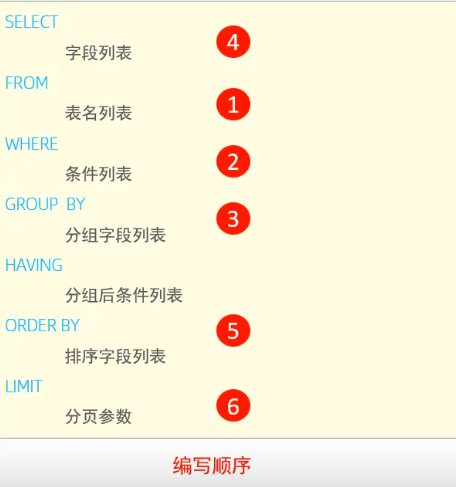 SELECT
字段列表 4
FROM
表名列表 1
WHERE
条件列表 2
GROUP BY
分组字段列表 3
HAVING
分组后条件列表
ORDER BY
排序字段列表 5
LIMIT
分页参数 6
编写顺序